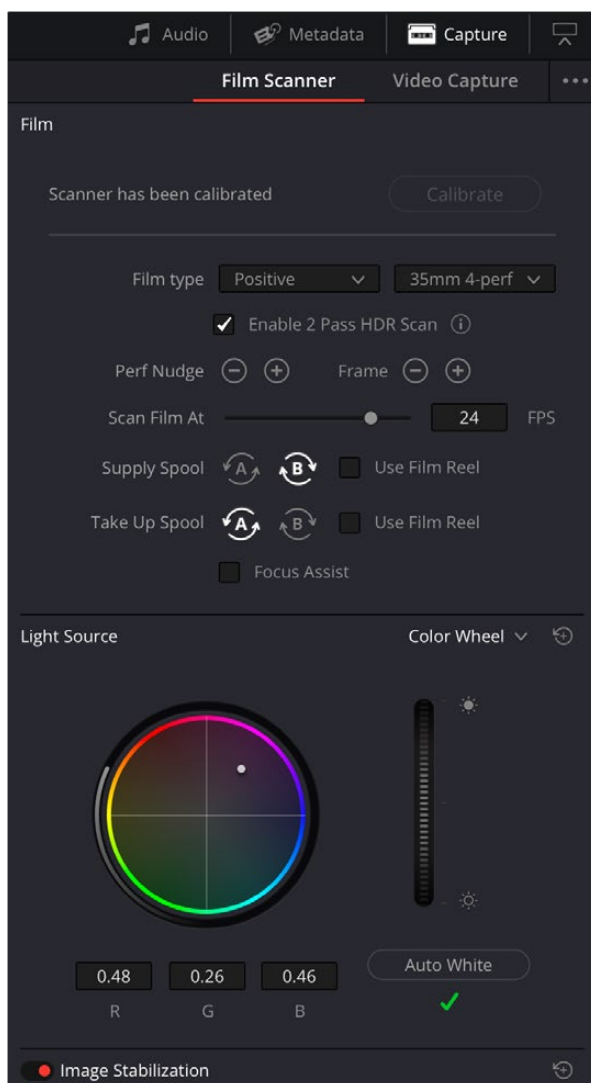 Audio Metadata Capture
Film Scanner Video Capture
Film
Scanner has been calibrated Calibrate
Film type Positive 35mm 4-perf
Enable 2 Pass HDR Scan
Perf Nudge Frame
Scan Film At 24 FPS
Supply Spool A B Use Film Reel
Take Up Spool A B Use Film Reel
Focus Assist
Light Source Color Wheel
Auto White
0.48 0.26 0.46
R G B
Image Stabilization